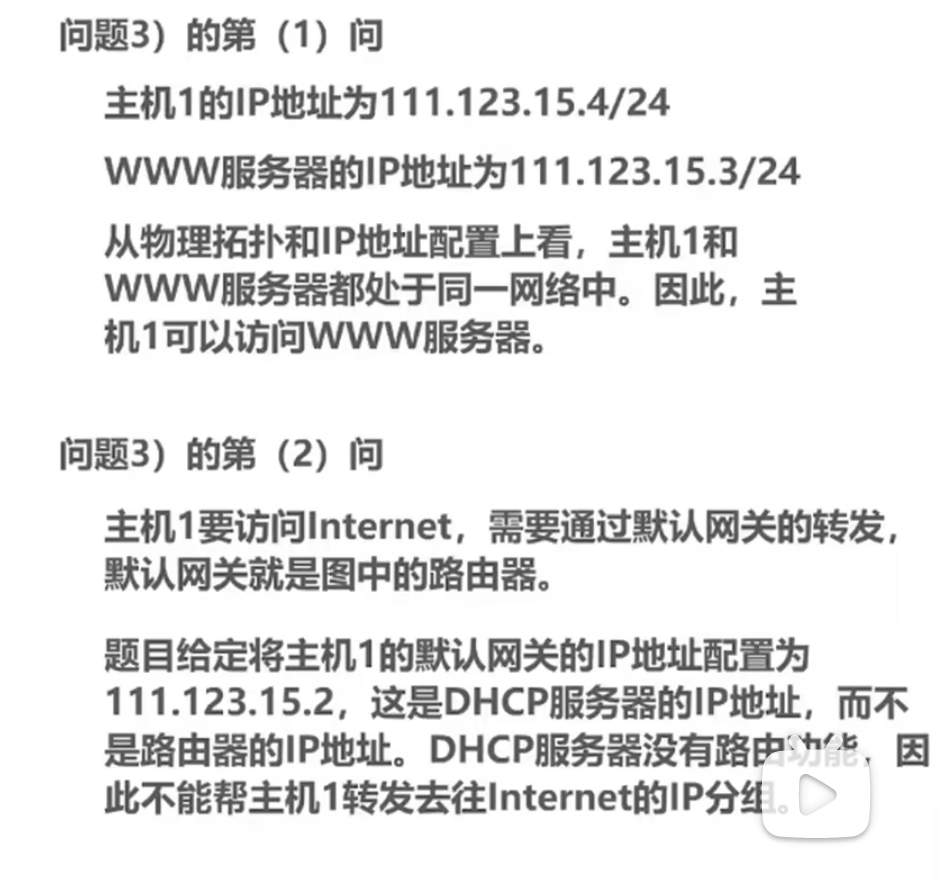 问题3）的第（1）问
主机1的IP地址为111.123.15.4/24
WWW服务器的IP地址为111.123.15.3/24
从物理拓扑和IP地址配置上看，主机1和
WWW服务器都处于同一网络中。因此，主
机1可以访问WWW服务器。
问题3）的第（2）问
主机1要访问Internet，需要通过默认网关的转发，
默认网关就是图中的路由器。
题目给定将主机1的默认网关的IP地址配置为
111.123.15.2，这是DHCP服务器的IP地址，而不
是路由器的IP地址。DHCP服务器没有路由功能，因
此不能帮主机1转发去往Internet的IP分组。